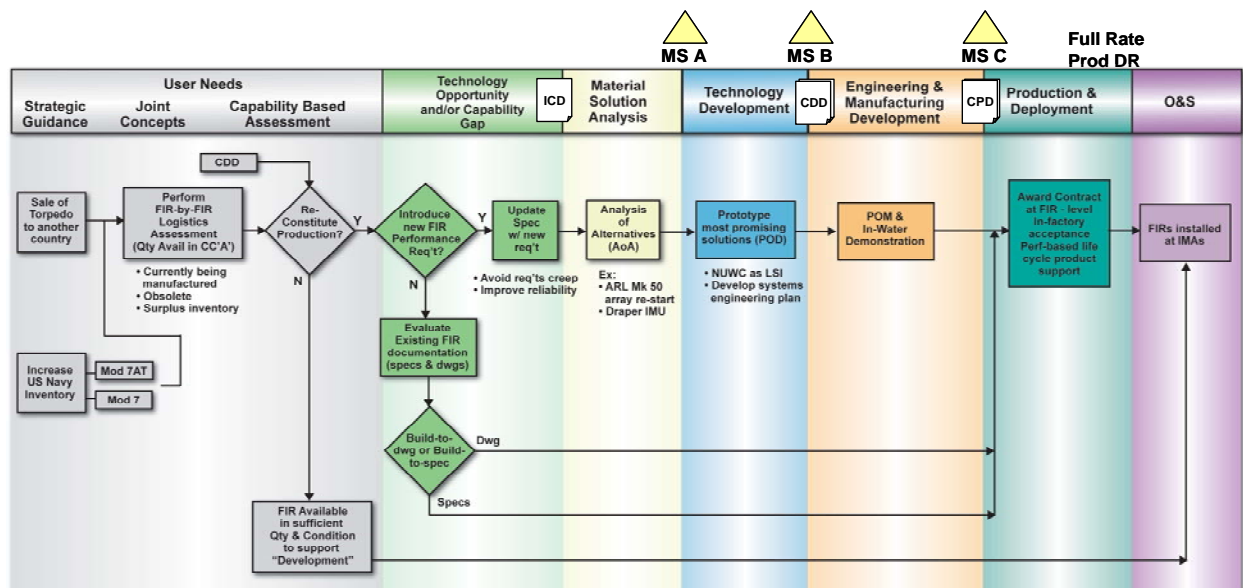 MS A
MS B
MS C
Full Rate
Prod DR
User Needs
Strategic
Guidance
Joint
Concepts
Capability Based
Assessment
Technology
Opportunity
and/or Capability
Gap
ICD
Material
Solution
Analysis
Technology
Development
CDD
Engineering &
Manufacturing
Development
CPD
Production &
Deployment
O&S
CDD
Sale of
Torpedo
to another
country
Perform
FIR-by-FIR
Logistics
Assessment
(Qty Avail in CC'A')
• Currently being
manufactured
• Obsolete
• Surplus inventory
Re-
Constitute
Production?
Y
N
Introduce
new FIR
Performance
Req't?
Y
N
Update
Spec
w/ new
req't
• Avoid req'ts creep
• Improve reliability
Analysis
of
Alternatives
(AoA)
Ex:
• ARL Mk 50
array re-start
• Draper IMU
Prototype
most promising
solutions (POD)
• NUWC as LSI
• Develop systems
engineering plan
POM &
In-Water
Demonstration
Award Contract
at FIR - level
In-factory
acceptance
Perf-based life
cycle product
support
FIRs installed
at IMAs
Increase
US Navy
Inventory
Mod 7AT
Mod 7
Evaluate
Existing FIR
documentation
(specs & dwgs)
Build-to-
dwg or Build-
to-spec
Dwg
Specs
FIR Available
in sufficient
Qty & Condition
to support
"Development"